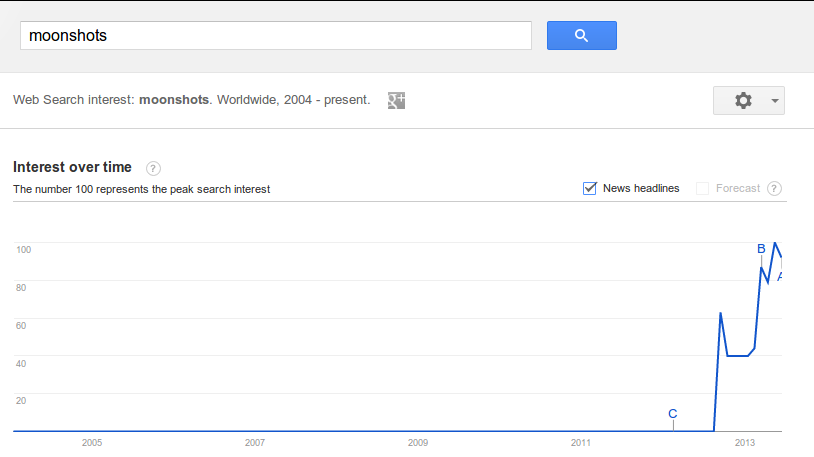 moonshots
Web Search interest: moonshots. Worldwide, 2004 - present.
g+
Interest over time ?
The number 100 represents the peak search interest
News headlines Forecast ?
100
80
60
40
20
B
A
C
2005 2007 2009 2011 2013